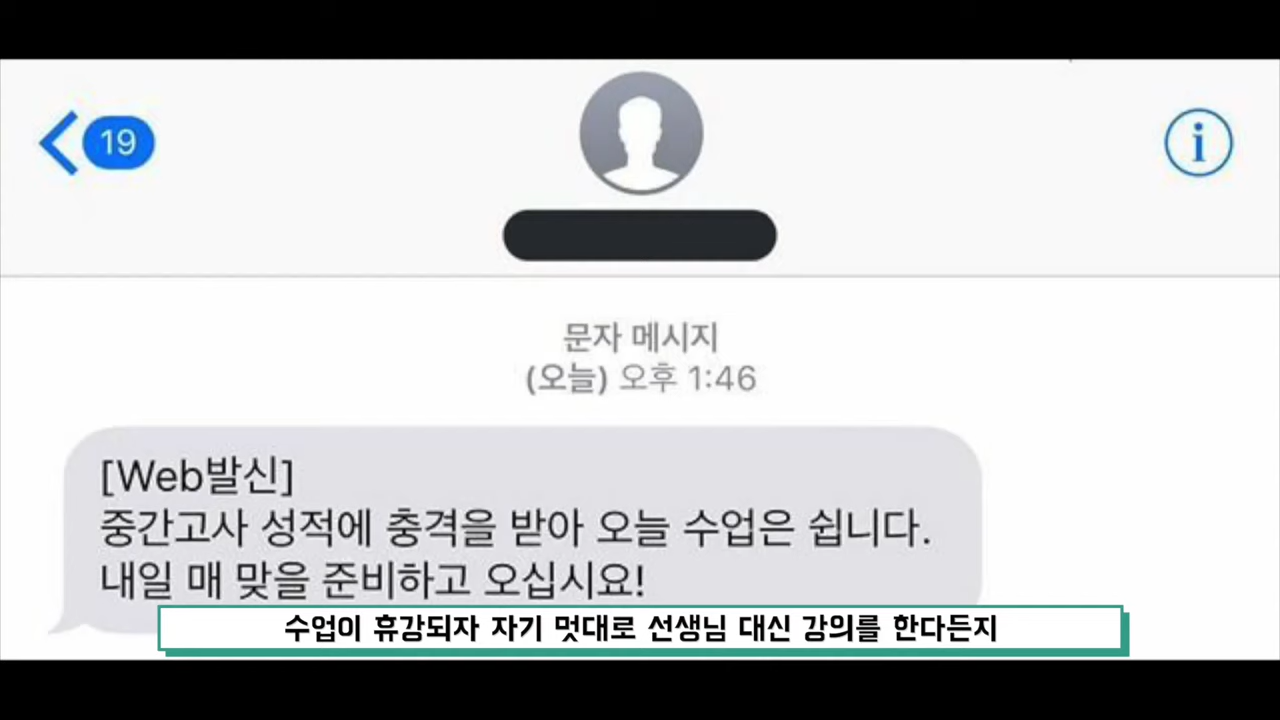 19
문자 메시지
(오늘) 오후 1:46
[Web발신]
중간고사 성적에 충격을 받아 오늘 수업은 쉽니다.
내일 매 맞을 준비하고 오십시요!
수업이 휴강되자 자기 멋대로 선생님 대신 강의를 한다든지